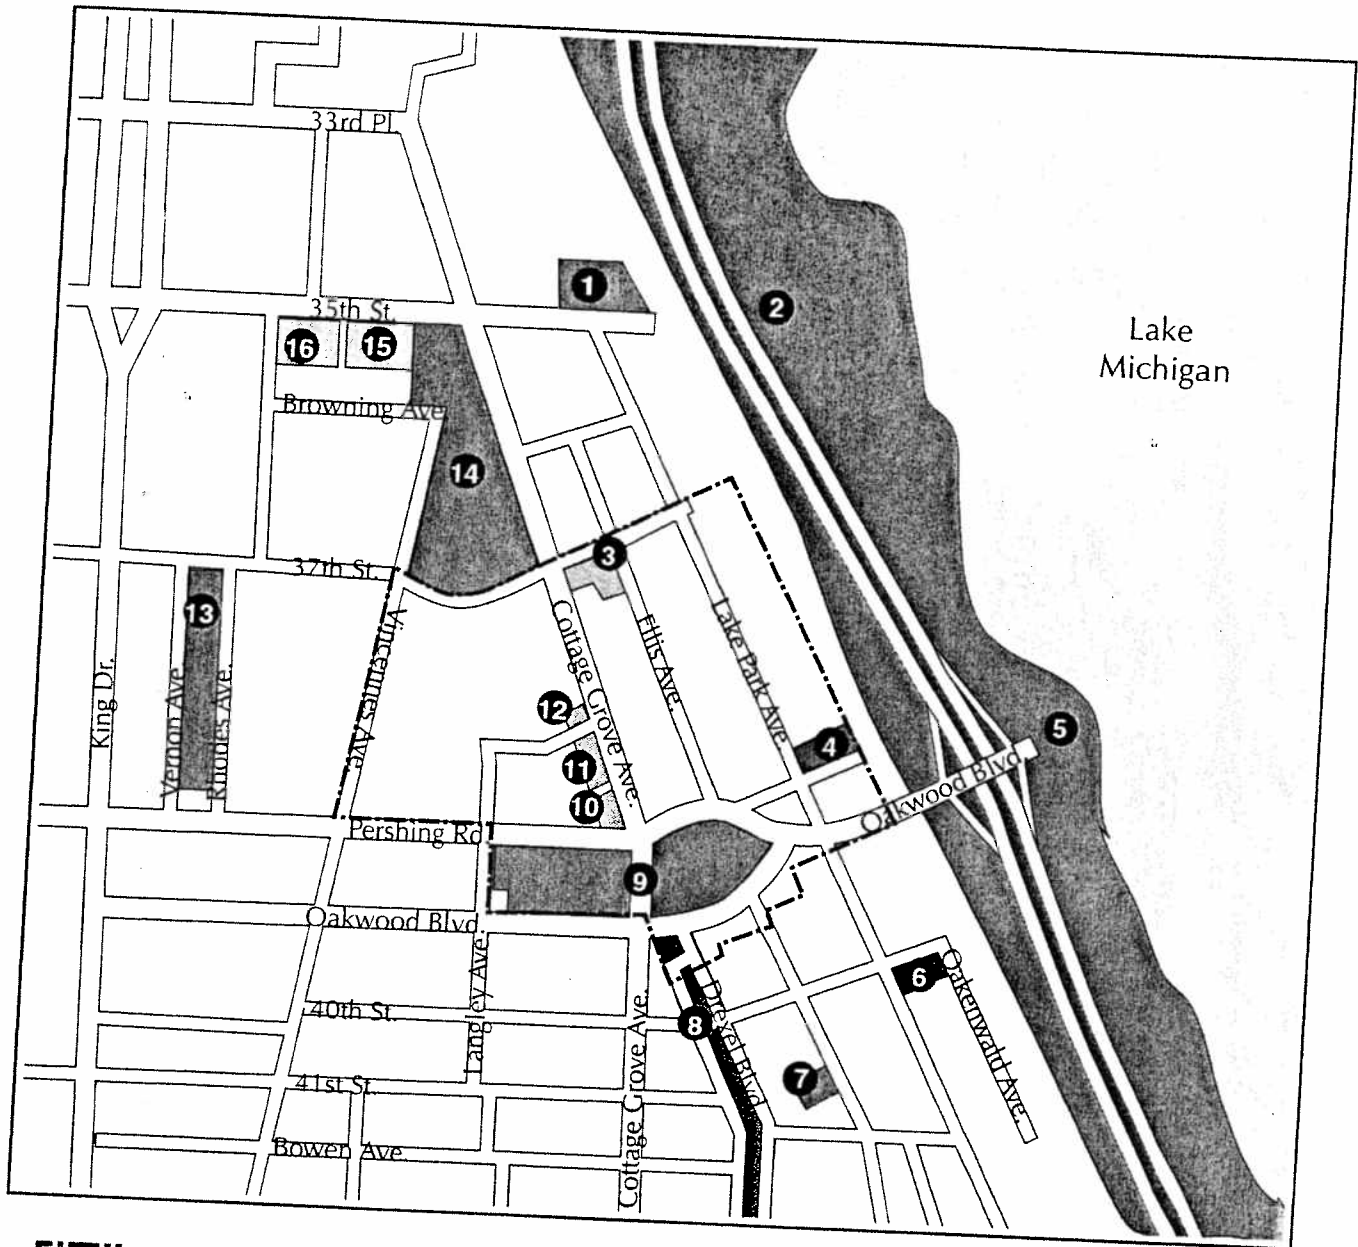 33rd Pl.
1
2
35th St.
Lake
Michigan
16
15
Browning Ave
14
3
37th St.
13
Cottage Grove Ave.
Ellis Ave.
Lake Park Ave.
Vincennes Ave.
King Dr.
Vernon Ave.
Rhodes Ave.
12
4
5
11
10
Oakwood Blvd.
Pershing Rd
9
Oakwood Blvd.
Langley Ave.
6
Oakenwald Ave.
40th St.
8
Drexel Blvd
Cottage Grove Ave.
7
41st St.
Bowen Ave.